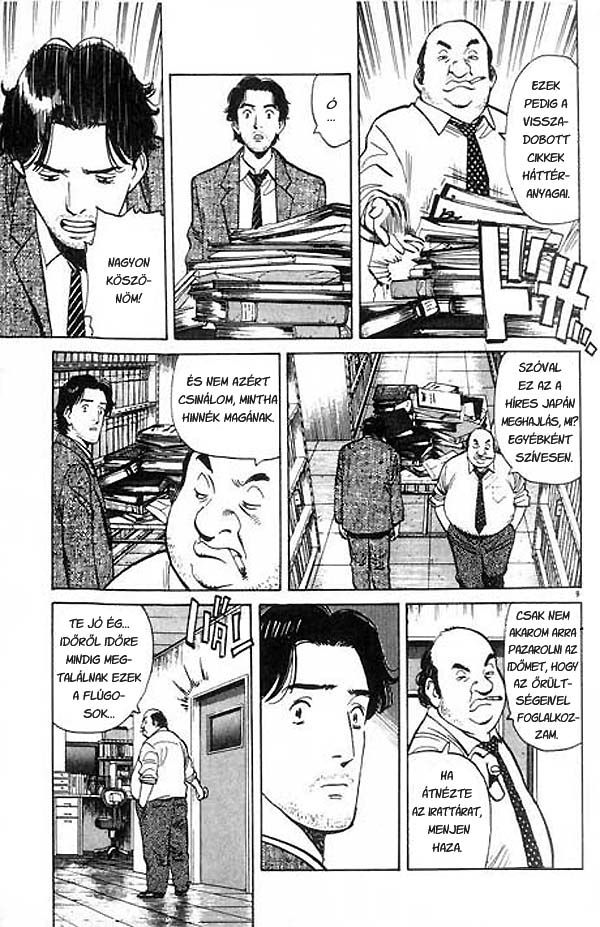 EZEK
PEDIG A
VISSZA-
DOBOTT
CIKKEK
HÁTTÉR-
ANYAGAI.
Ó
...
NAGYON
KÖSZÖ-
NÖM!
SZÓVAL
EZ AZ A
HÍRES JAPÁN
MEGHAJLÁS, MI?
EGYÉBKÉNT
SZÍVESEN.
ÉS NEM AZÉRT
CSINÁLOM, MINTHA
HINNÉK MAGÁNAK.
9
CSAK NEM
AKAROM ARRA
PAZAROLNI AZ
IDŐMET, HOGY
AZ ŐRÜLT-
SÉGEIVEL
FOGLALKOZ-
ZAM.
HA
ÁTNÉZTE
AZ IRATTÁRAT,
MENJEN
HAZA.
TE JÓ ÉG...
IDŐRŐL IDŐRE
MINDIG MEG-
TALÁLNAK EZEK
A FLÚGO-
SOK...